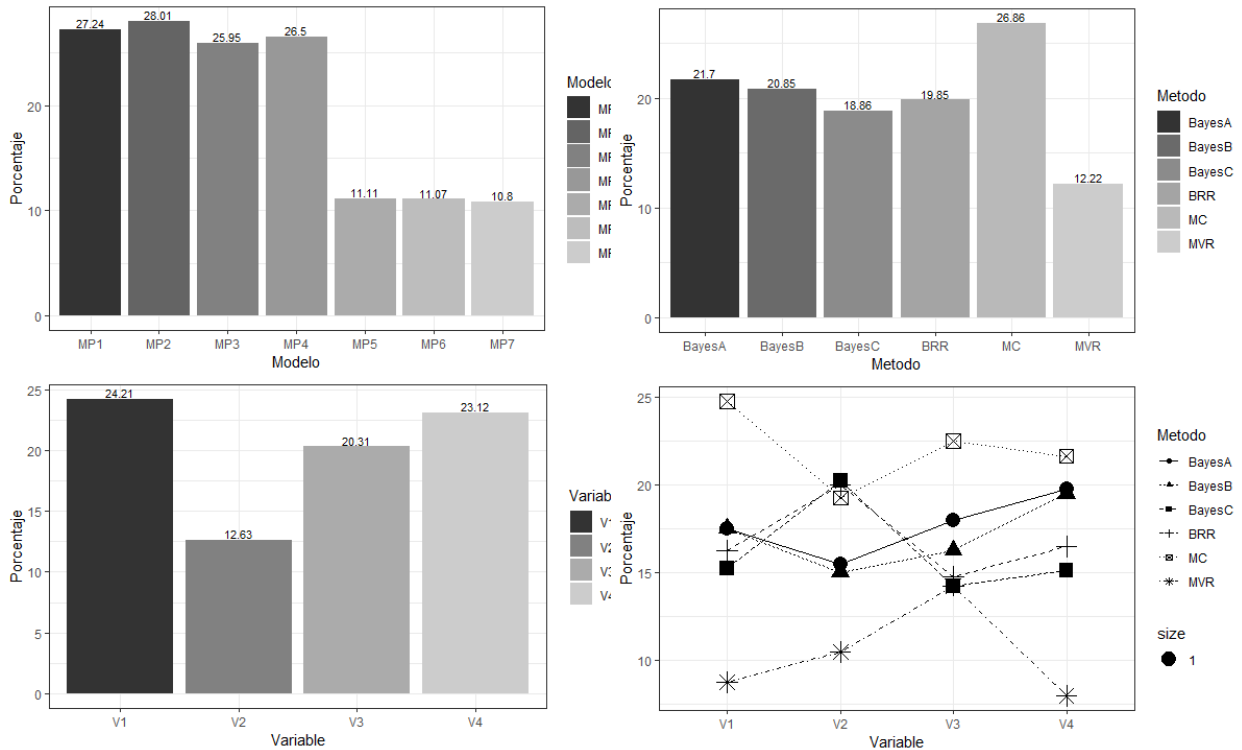 27.24
28.01
25.95
26.5
11.11
11.07
10.8
20
10
0
Porcentaje
MP1 MP2 MP3 MP4 MP5 MP6 MP7
Modelo
Modelo
21.7
20.85
18.86
19.85
26.86
12.22
20
10
0
Porcentaje
BayesA BayesB BayesC BRR MC MVR
Metodo
Metodo
BayesA
BayesB
BayesC
BRR
MC
MVR
24.21
12.63
20.31
23.12
25
20
15
10
5
0
Porcentaje
V1 V2 V3 V4
Variable
Variabl
V1
V2
V3
V4
25
20
15
10
Porcentaje
V1 V2 V3 V4
Variable
Metodo
BayesA
BayesB
BayesC
BRR
MC
MVR
size
1